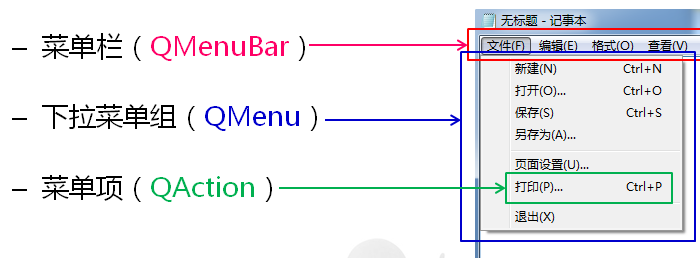 无标题 - 记事本
– 菜单栏（QMenuBar）
文件(F) 编辑(E) 格式(O) 查看(V)
新建(N) Ctrl+N
打开(O)... Ctrl+O
– 下拉菜单组（QMenu）
保存(S) Ctrl+S
另存为(A)...
页面设置(U)...
– 菜单项（QAction）
打印(P)... Ctrl+P
退出(X)